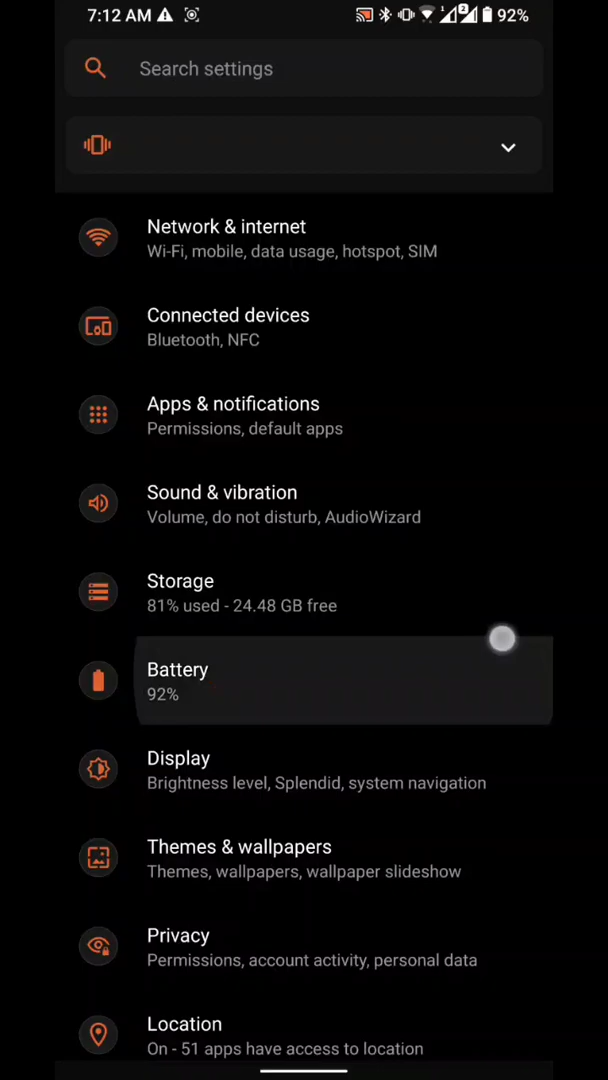 7:12 AM 1 2 92%
Search settings
Network & internet
Wi-Fi, mobile, data usage, hotspot, SIM
Connected devices
Bluetooth, NFC
Apps & notifications
Permissions, default apps
Sound & vibration
Volume, do not disturb, AudioWizard
Storage
81% used - 24.48 GB free
Battery
92%
Display
Brightness level, Splendid, system navigation
Themes & wallpapers
Themes, wallpapers, wallpaper slideshow
Privacy
Permissions, account activity, personal data
Location
On - 51 apps have access to location